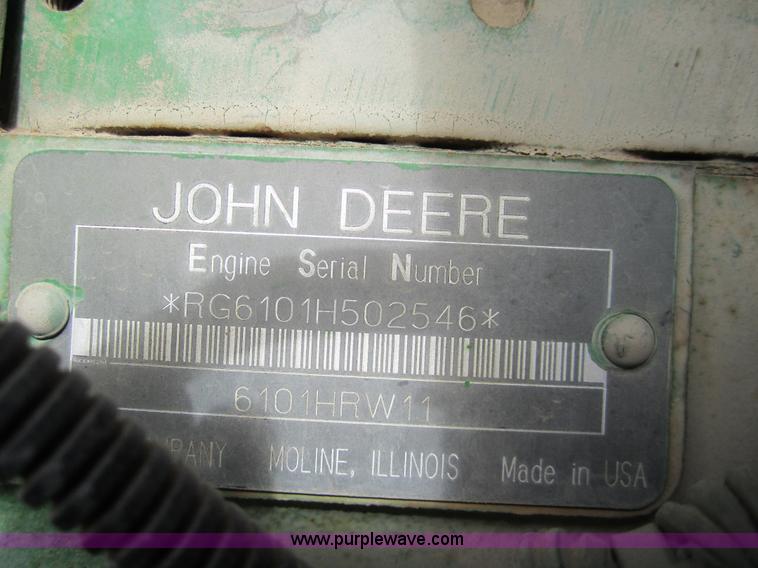 JOHN DEERE
Engine Serial Number
*RG6101H502546*
6101HRW11
MOLINE, ILLINOIS Made in USA
www.purplewave.com